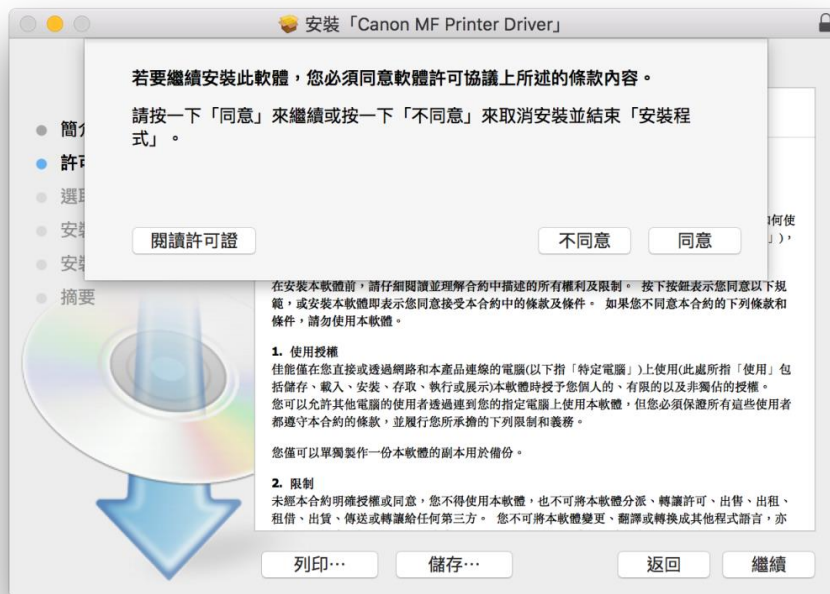 安裝「Canon MF Printer Driver」
若要繼續安裝此軟體，您必須同意軟體許可協議上所述的條款內容。
請按一下「同意」來繼續或按一下「不同意」來取消安裝並結束「安裝程
式」。
閱讀許可證
不同意
同意
簡
許
選
安
安
摘要
何使
」)，
在安裝本軟體前，請仔細閱讀並理解合約中描述的所有權利及限制。 按下按鈕表示您同意以下規
範，或安裝本軟體即表示您同意接受本合約中的條款及條件。 如果您不同意本合約的下列條款和
條件，請勿使用本軟體。
1. 使用授權
佳能僅在您直接或透過網路和本產品連線的電腦(以下指「特定電腦」)上使用(此處所指「使用」包
括儲存、載入、安裝、存取、執行或展示)本軟體時授予您個人的、有限的以及非獨佔的授權。
您可以允許其他電腦的使用者透過連到您的指定電腦上使用本軟體，但您必須保證所有這些使用者
都遵守本合約的條款，並履行您所承擔的下列限制和義務。
您僅可以單獨製作一份本軟體的副本用於備份。
2. 限制
未經本合約明確授權或同意，您不得使用本軟體，也不可將本軟體分派、轉讓許可、出售、出租、
租借、出賃、傳送或轉讓給任何第三方。 您不可將本軟體變更、翻譯或轉換成其他程式語言，亦
列印⋯
儲存⋯
返回
繼續